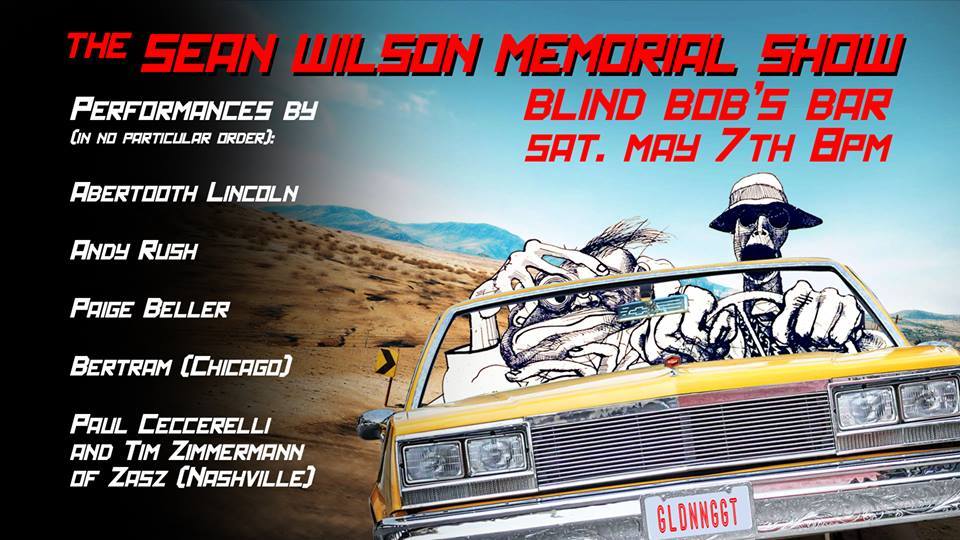 THE SEAN WILSON MEMORIAL SHOW
BLIND BOB'S BAR
SAT. MAY 7TH 8PM
PERFORMANCES BY
(IN NO PARTICULAR ORDER):
ABERTOOTH LINCOLN
ANDY RUSH
PAIGE BELLER
BERTRAM (CHICAGO)
PAUL CECCERELLI
AND TIM ZIMMERMANN
OF ZASZ (NASHVILLE)
GLDNNGGT